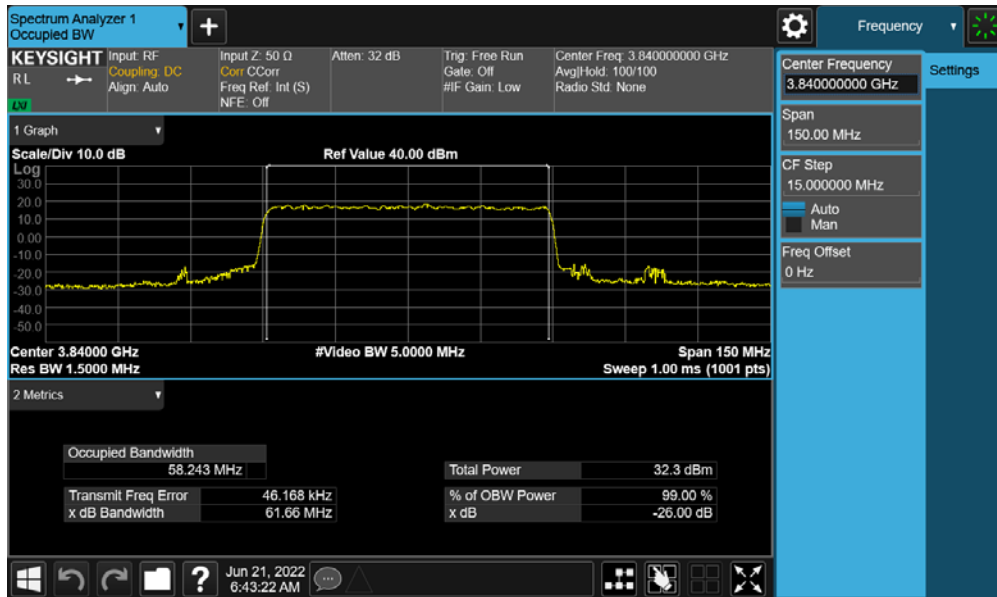 Spectrum Analyzer 1
Occupied BW
Frequency
KEYSIGHT
R L
LXI
Input: RF
Coupling: DC
Align: Auto
Input Z: 50 Ω
Corr CCorr
Freq Ref: Int (S)
NFE: Off
Atten: 32 dB
Trig: Free Run
Gate: Off
#IF Gain: Low
Center Freq: 3.840000000 GHz
Avg|Hold: 100/100
Radio Std: None
Center Frequency
3.840000000 GHz
Settings
Span
150.00 MHz
CF Step
15.000000 MHz
Auto
Man
Freq Offset
0 Hz
1 Graph
Scale/Div 10.0 dB
Ref Value 40.00 dBm
Log
30.0
20.0
10.0
0.00
-10.0
-20.0
-30.0
-40.0
-50.0
Center 3.84000 GHz
#Video BW 5.0000 MHz
Span 150 MHz
Res BW 1.5000 MHz
Sweep 1.00 ms (1001 pts)
2 Metrics
Occupied Bandwidth
58.243 MHz
Total Power 32.3 dBm
Transmit Freq Error 46.168 kHz
% of OBW Power 99.00 %
x dB Bandwidth 61.66 MHz
x dB -26.00 dB
?
Jun 21, 2022
6:43:22 AM